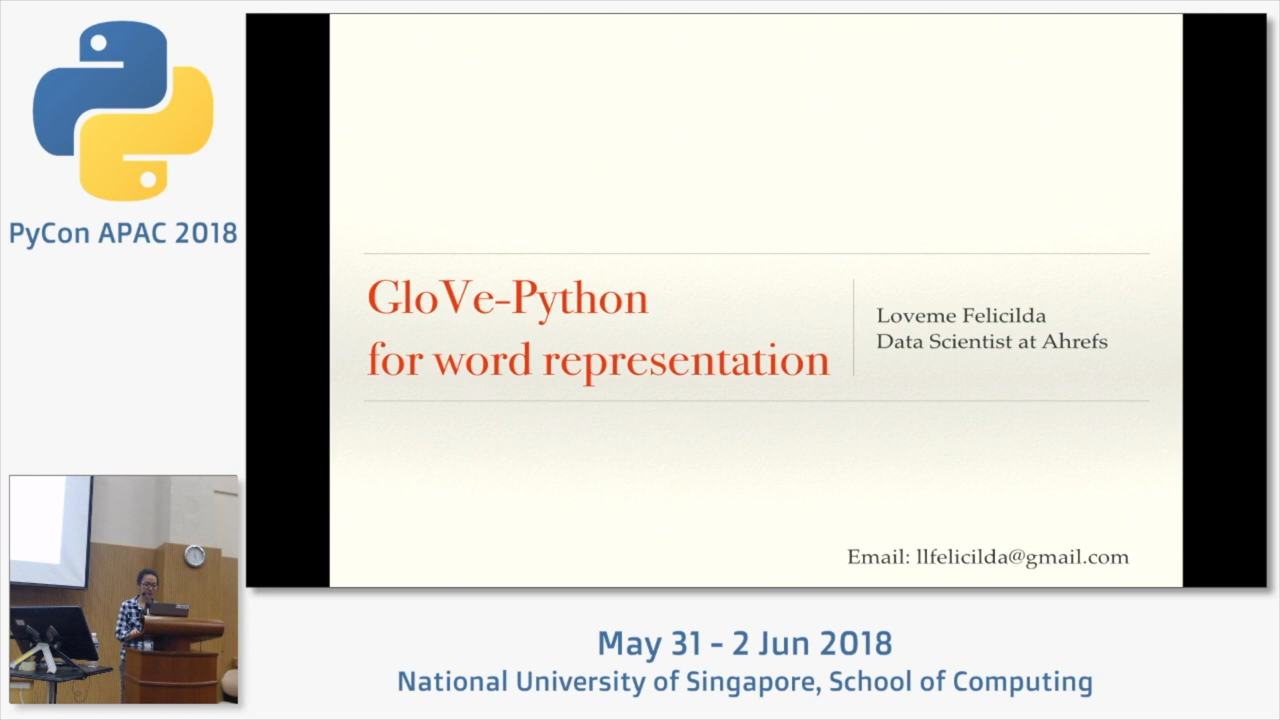 PyCon APAC 2018
GloVe-Python
for word representation
Loveme Felicilda
Data Scientist at Ahrefs
Email: llfelicilda@gmail.com
May 31 - 2 Jun 2018
National University of Singapore, School of Computing